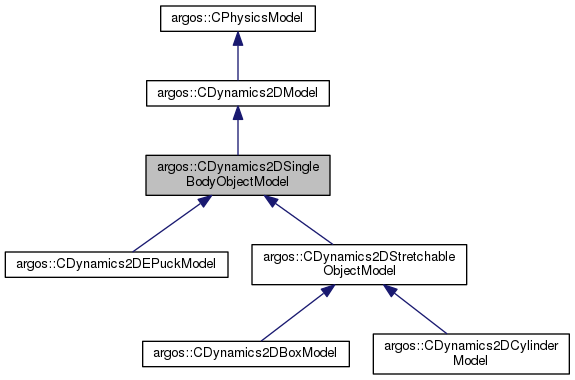 argos::CPhysicsModel
argos::CDynamics2DModel
argos::CDynamics2DSingle
BodyObjectModel
argos::CDynamics2DEPuckModel
argos::CDynamics2DStretchable
ObjectModel
argos::CDynamics2DBoxModel
argos::CDynamics2DCylinder
Model